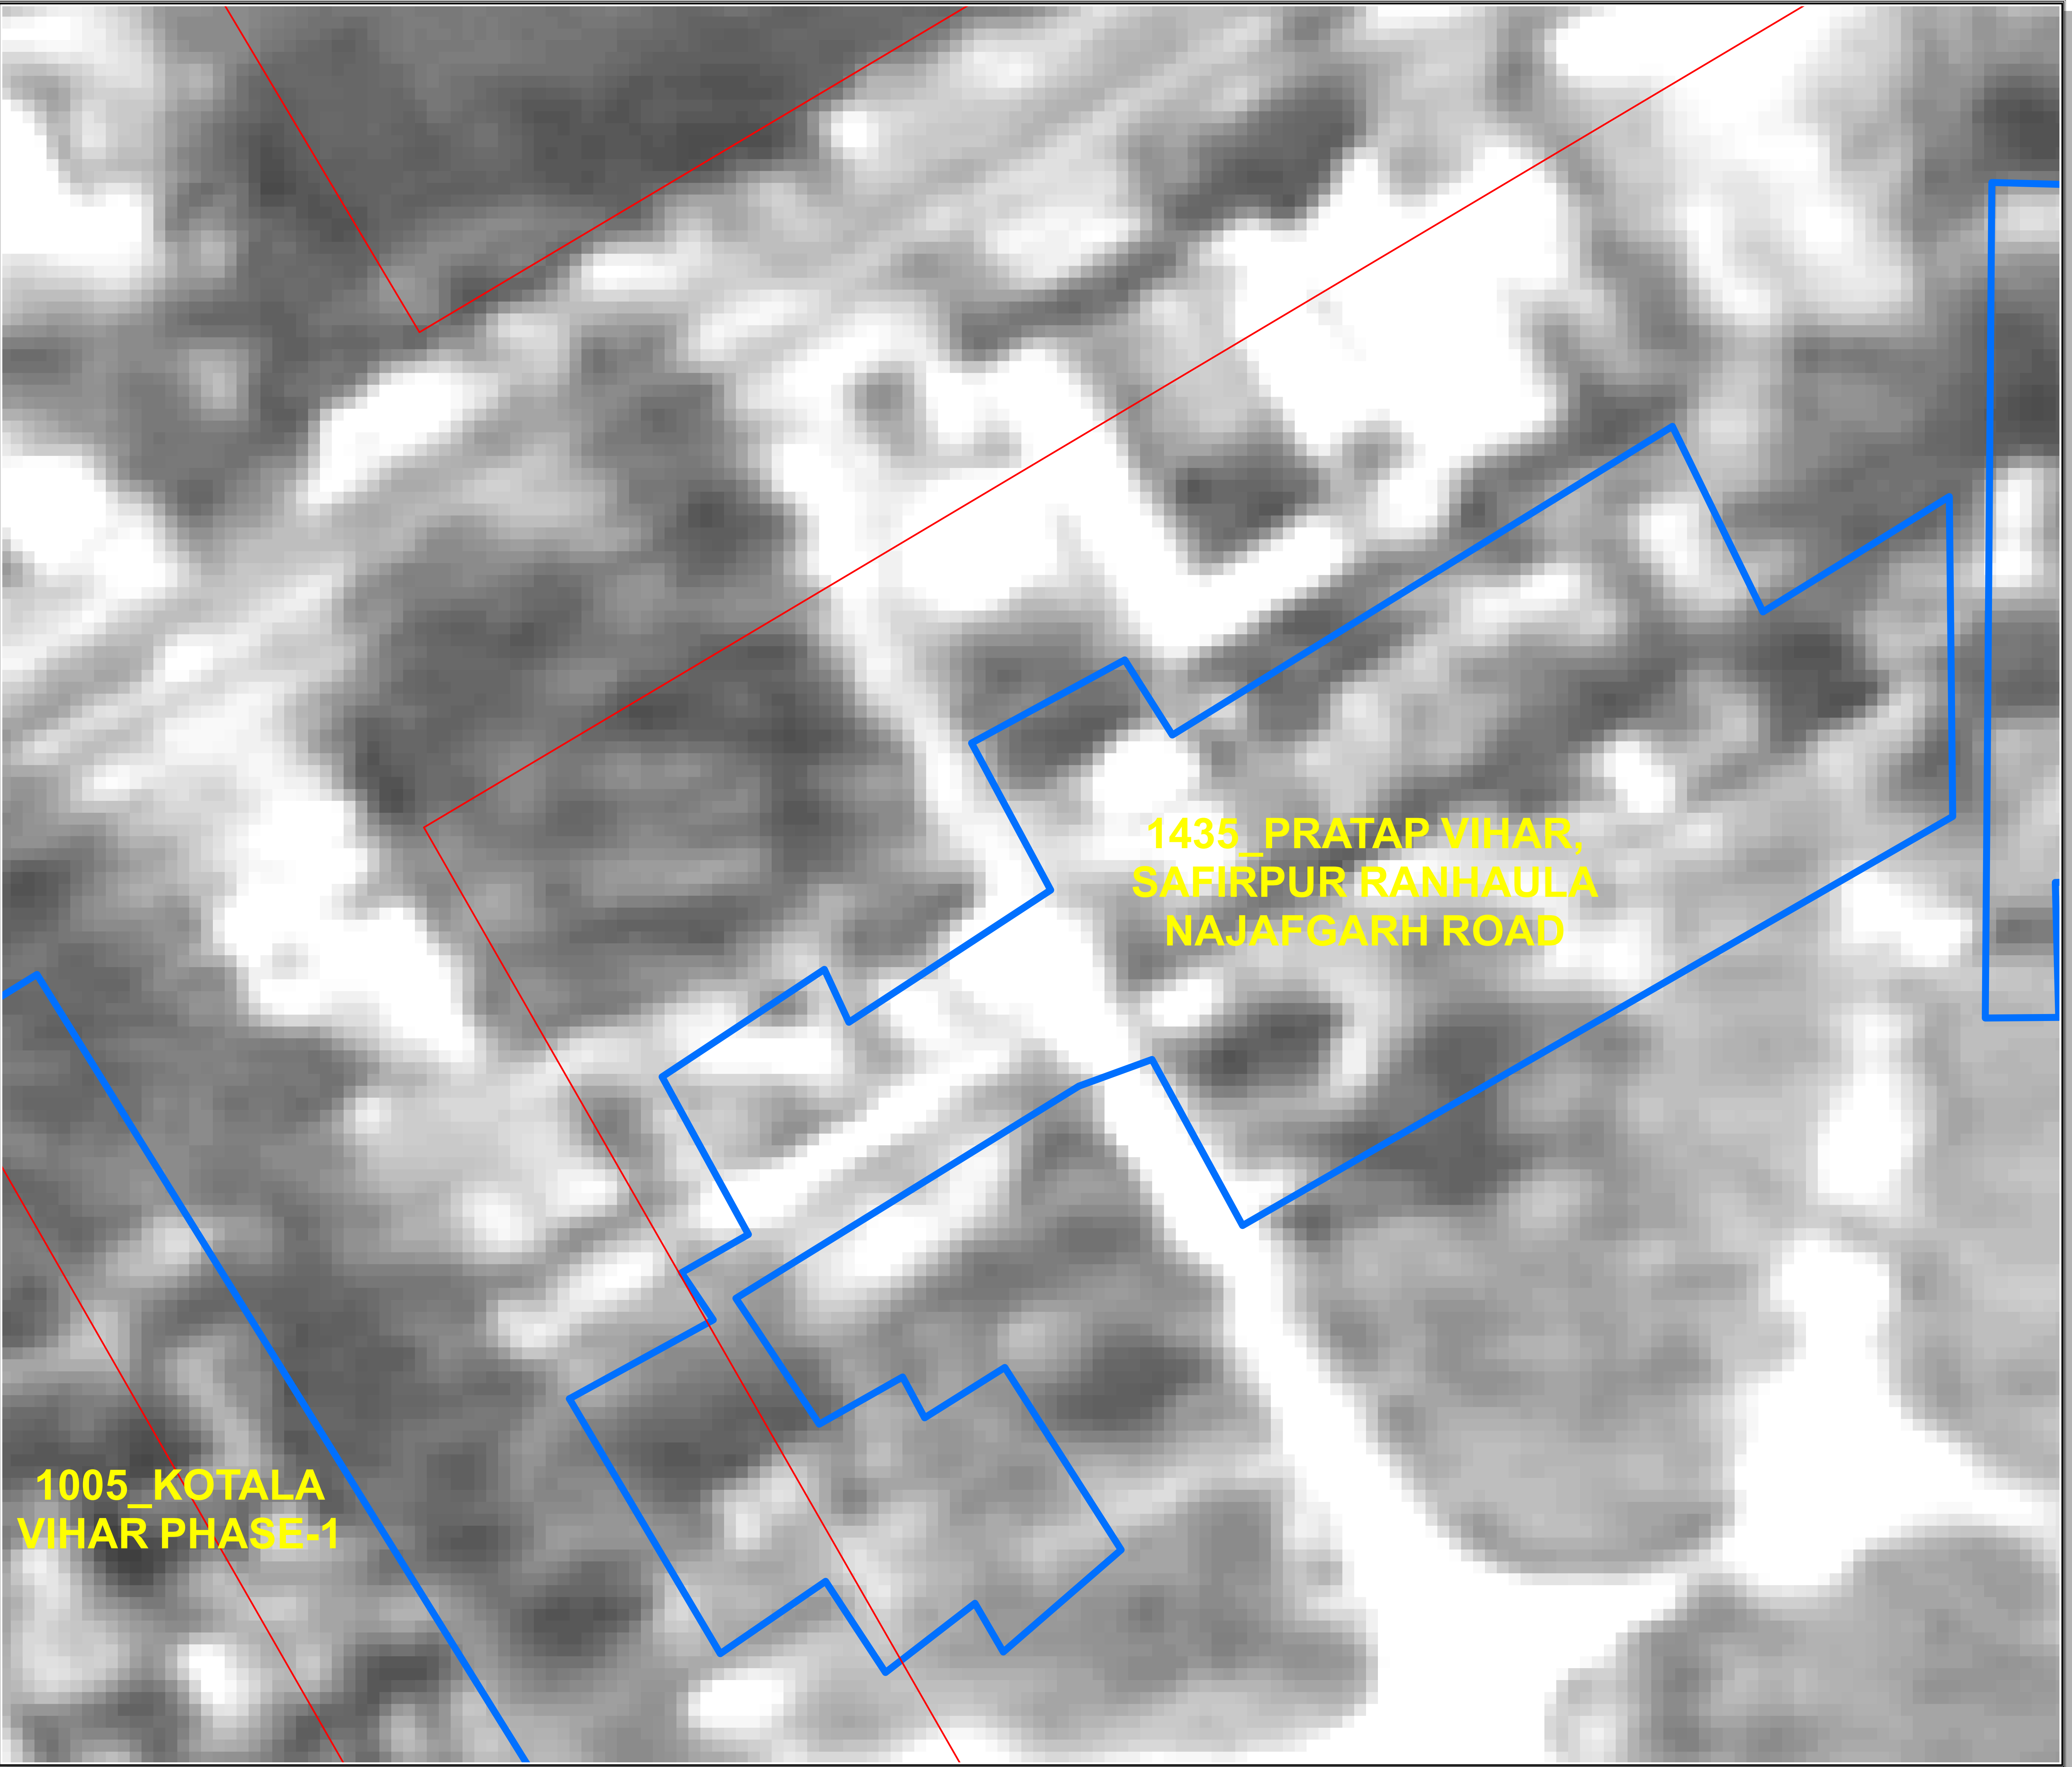 1435_PRATAP VIHAR,
SAFIRPUR RANHAULA
NAJAFGARH ROAD
1005_KOTALA
VIHAR PHASE-1